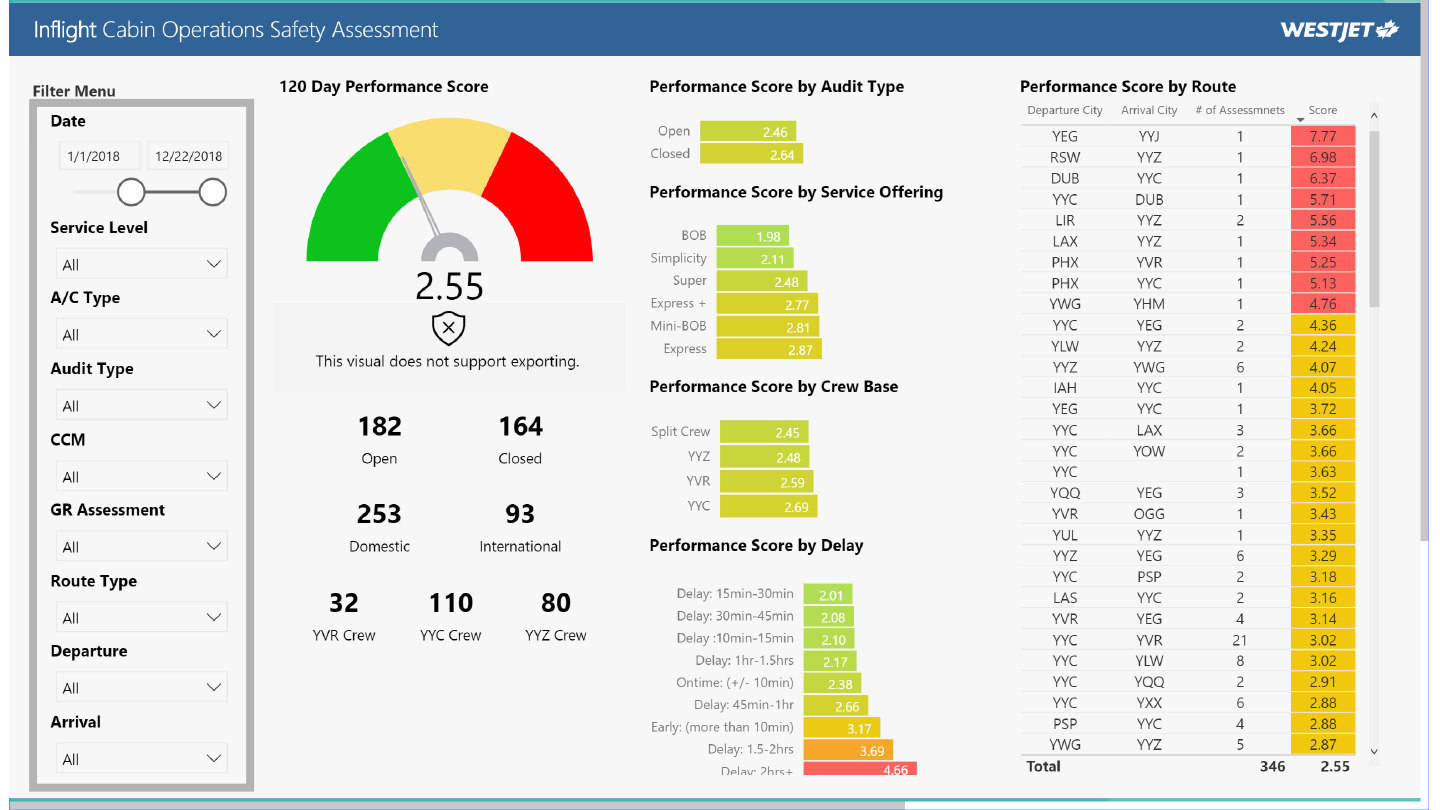 Inflight Cabin Operations Safety Assessment
WESTJET
Filter Menu
Date
1/1/2018 12/22/2018
Service Level
All
A/C Type
All
Audit Type
All
CCM
All
GR Assessment
All
Route Type
All
Departure
All
Arrival
All
120 Day Performance Score
2.55
This visual does not support exporting.
182 164
Open Closed
253 93
Domestic International
32 110 80
YVR Crew YYC Crew YYZ Crew
Performance Score by Audit Type
Open 2.46
Closed 2.64
Performance Score by Service Offering
BOB 1.98
Simplicity 2.11
Super 2.48
Express + 2.77
Mini-BOB 2.81
Express 2.87
Performance Score by Crew Base
Split Crew 2.45
YYZ 2.48
YVR 2.59
YYC 2.69
Performance Score by Delay
Delay: 15min-30min 2.01
Delay: 30min-45min 2.08
Delay :10min-15min 2.10
Delay: 1hr-1.5hrs 2.17
Ontime: (+/- 10min) 2.38
Delay: 45min-1hr 2.66
Early: (more than 10min) 3.17
Delay: 1.5-2hrs 3.69
Delay: 2hrs+ 4.66
Performance Score by Route
Departure City Arrival City # of Assessmnets Score
YEG YYJ 1 7.77
RSW YYZ 1 6.98
DUB YYC 1 6.37
YYC DUB 1 5.71
LIR YYZ 2 5.56
LAX YYZ 1 5.34
PHX YVR 1 5.25
PHX YYC 1 5.13
YWG YHM 1 4.76
YYC YEG 2 4.36
YLW YYZ 2 4.24
YYZ YWG 6 4.07
IAH YYC 1 4.05
YEG YYC 1 3.72
YYC LAX 3 3.66
YYC YOW 2 3.66
YYC 1 3.63
YQQ YEG 3 3.52
YVR OGG 1 3.43
YUL YYZ 1 3.35
YYZ YEG 6 3.29
YYC PSP 2 3.18
LAS YYC 2 3.16
YVR YEG 4 3.14
YYC YVR 21 3.02
YYC YLW 8 3.02
YYC YQQ 2 2.91
YYC YXX 6 2.88
PSP YYC 4 2.88
YWG YYZ 5 2.87
Total 346 2.55